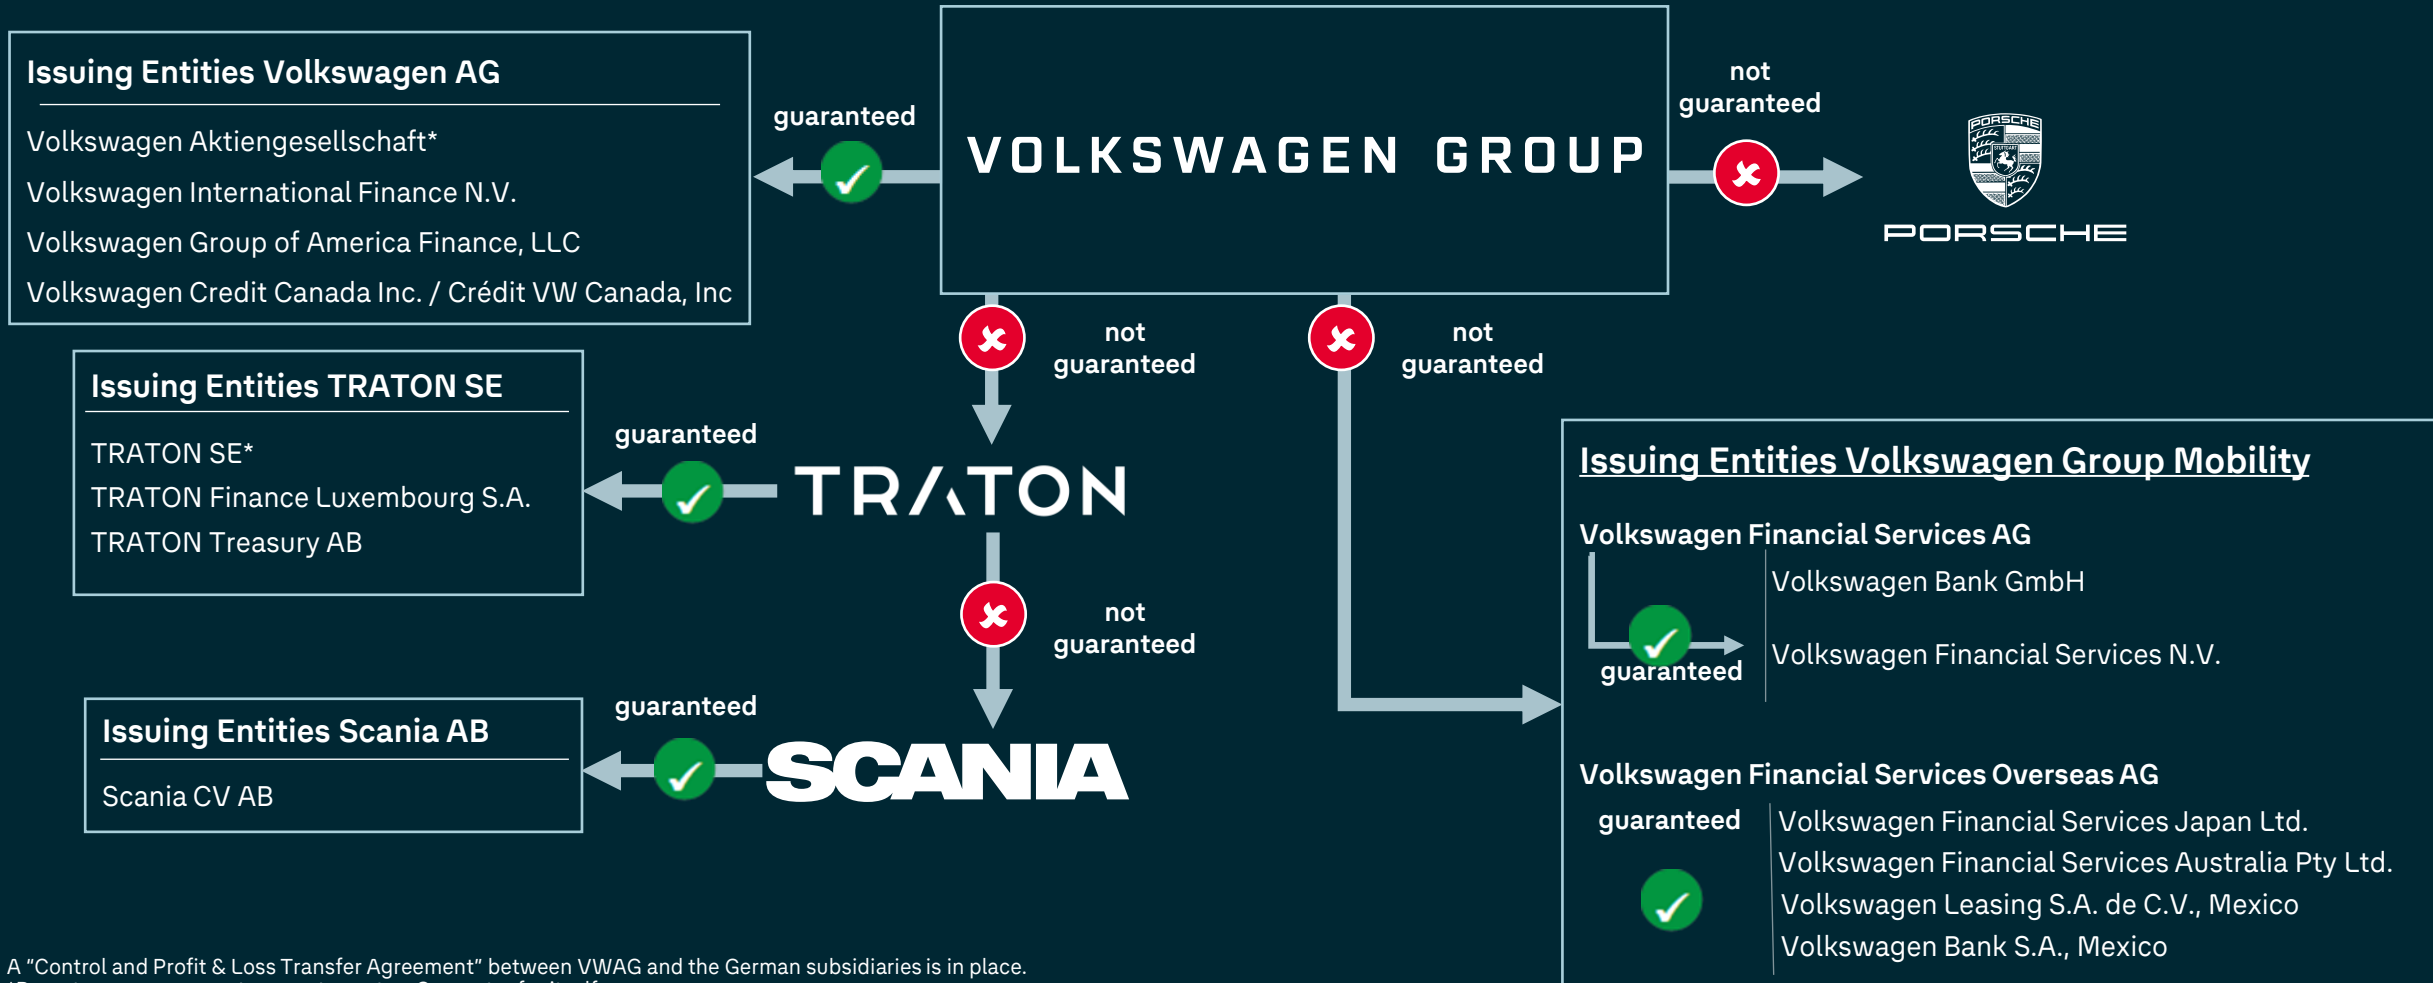 Issuing Entities Volkswagen AG
Volkswagen Aktiengesellschaft*
Volkswagen International Finance N.V.
Volkswagen Group of America Finance, LLC
Volkswagen Credit Canada Inc. / Crédit VW Canada, Inc
guaranteed
VOLKSWAGEN GROUP
not
guaranteed
PORSCHE
STUTTGART
PORSCHE
not
guaranteed
not
guaranteed
Issuing Entities TRATON SE
TRATON SE*
TRATON Finance Luxembourg S.A.
TRATON Treasury AB
guaranteed
TRATON
not
guaranteed
Issuing Entities Scania AB
Scania CV AB
guaranteed
SCANIA
Issuing Entities Volkswagen Group Mobility
Volkswagen Financial Services AG
Volkswagen Bank GmbH
guaranteed
Volkswagen Financial Services N.V.
Volkswagen Financial Services Overseas AG
guaranteed
Volkswagen Financial Services Japan Ltd.
Volkswagen Financial Services Australia Pty Ltd.
Volkswagen Leasing S.A. de C.V., Mexico
Volkswagen Bank S.A., Mexico
A "Control and Profit & Loss Transfer Agreement" between VWAG and the German subsidiaries is in place.